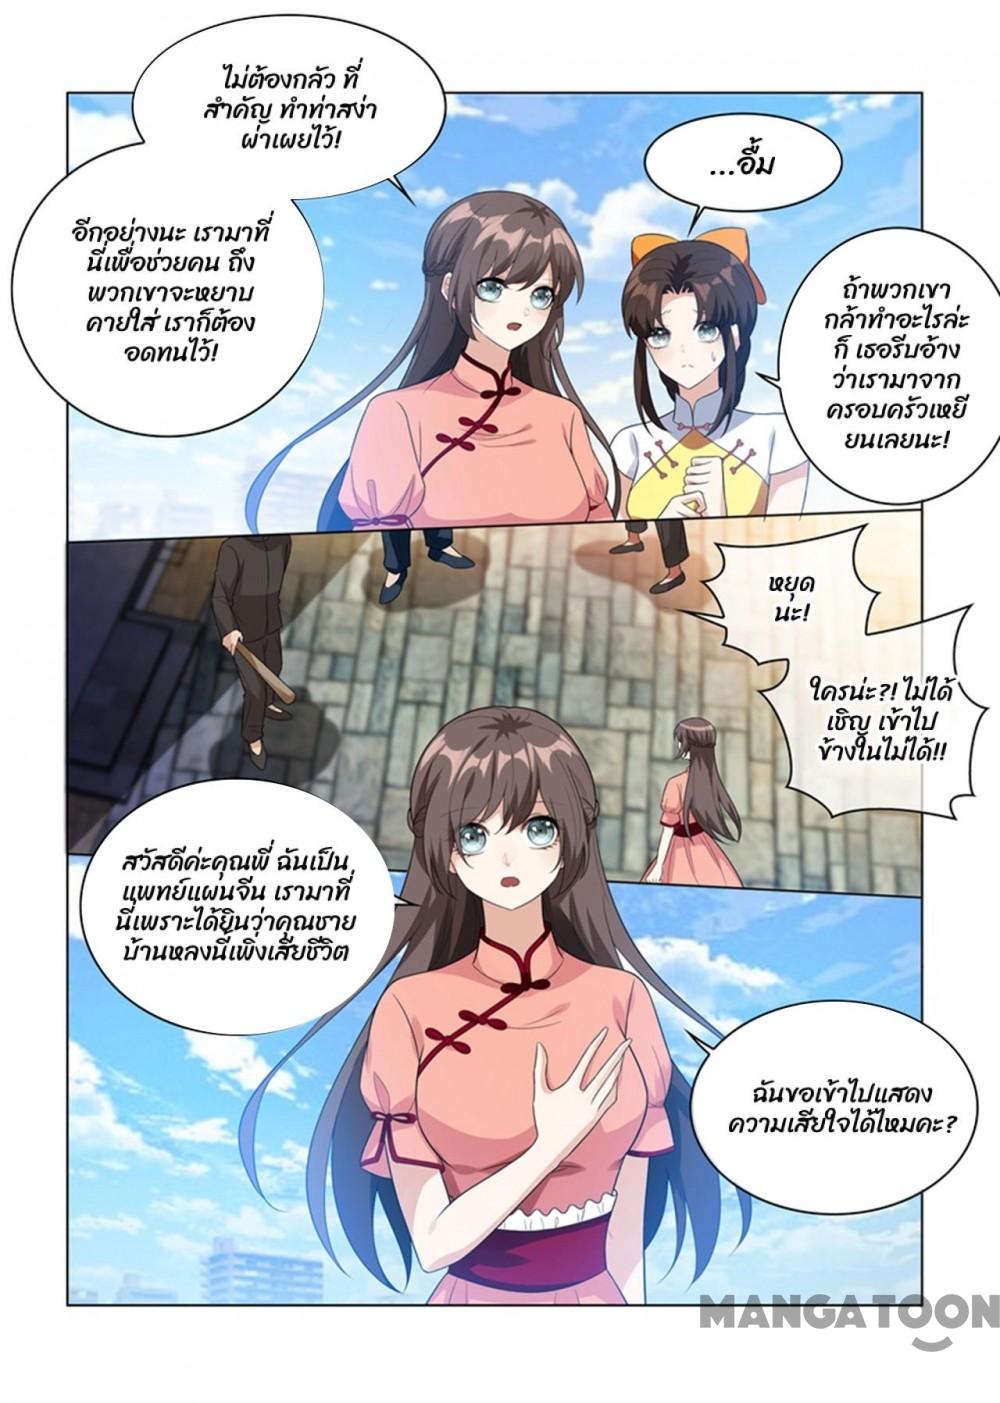 ไม่ต้องกลัว ที่
สำคัญ ทำท่าสง่า
ผ่าเผยไว้!
อีกอย่างนะ เรามาที่
นี่เพื่อช่วยคน ถึง
พวกเขาจะหยาบ
คายใส่ เราก็ต้อง
อดทนไว้!
...อื้ม
ถ้าพวกเขา
กล้าทำอะไรล่ะ
ก็ เธอรีบอ้าง
ว่าเรามาจาก
ครอบครัวเหยี
ยนเลยนะ!
หยุด
นะ!
ใครน่ะ?! ไม่ได้
เชิญ เข้าไป
ข้างในไม่ได้!!
สวัสดีค่ะคุณพี่ ฉันเป็น
แพทย์แผนจีน เรามาที่
นี่เพราะได้ยินว่าคุณชาย
บ้านหลงนี้เพิ่งเสียชีวิต
ฉันขอเข้าไปแสดง
ความเสียใจได้ไหมคะ?
MANGATOON